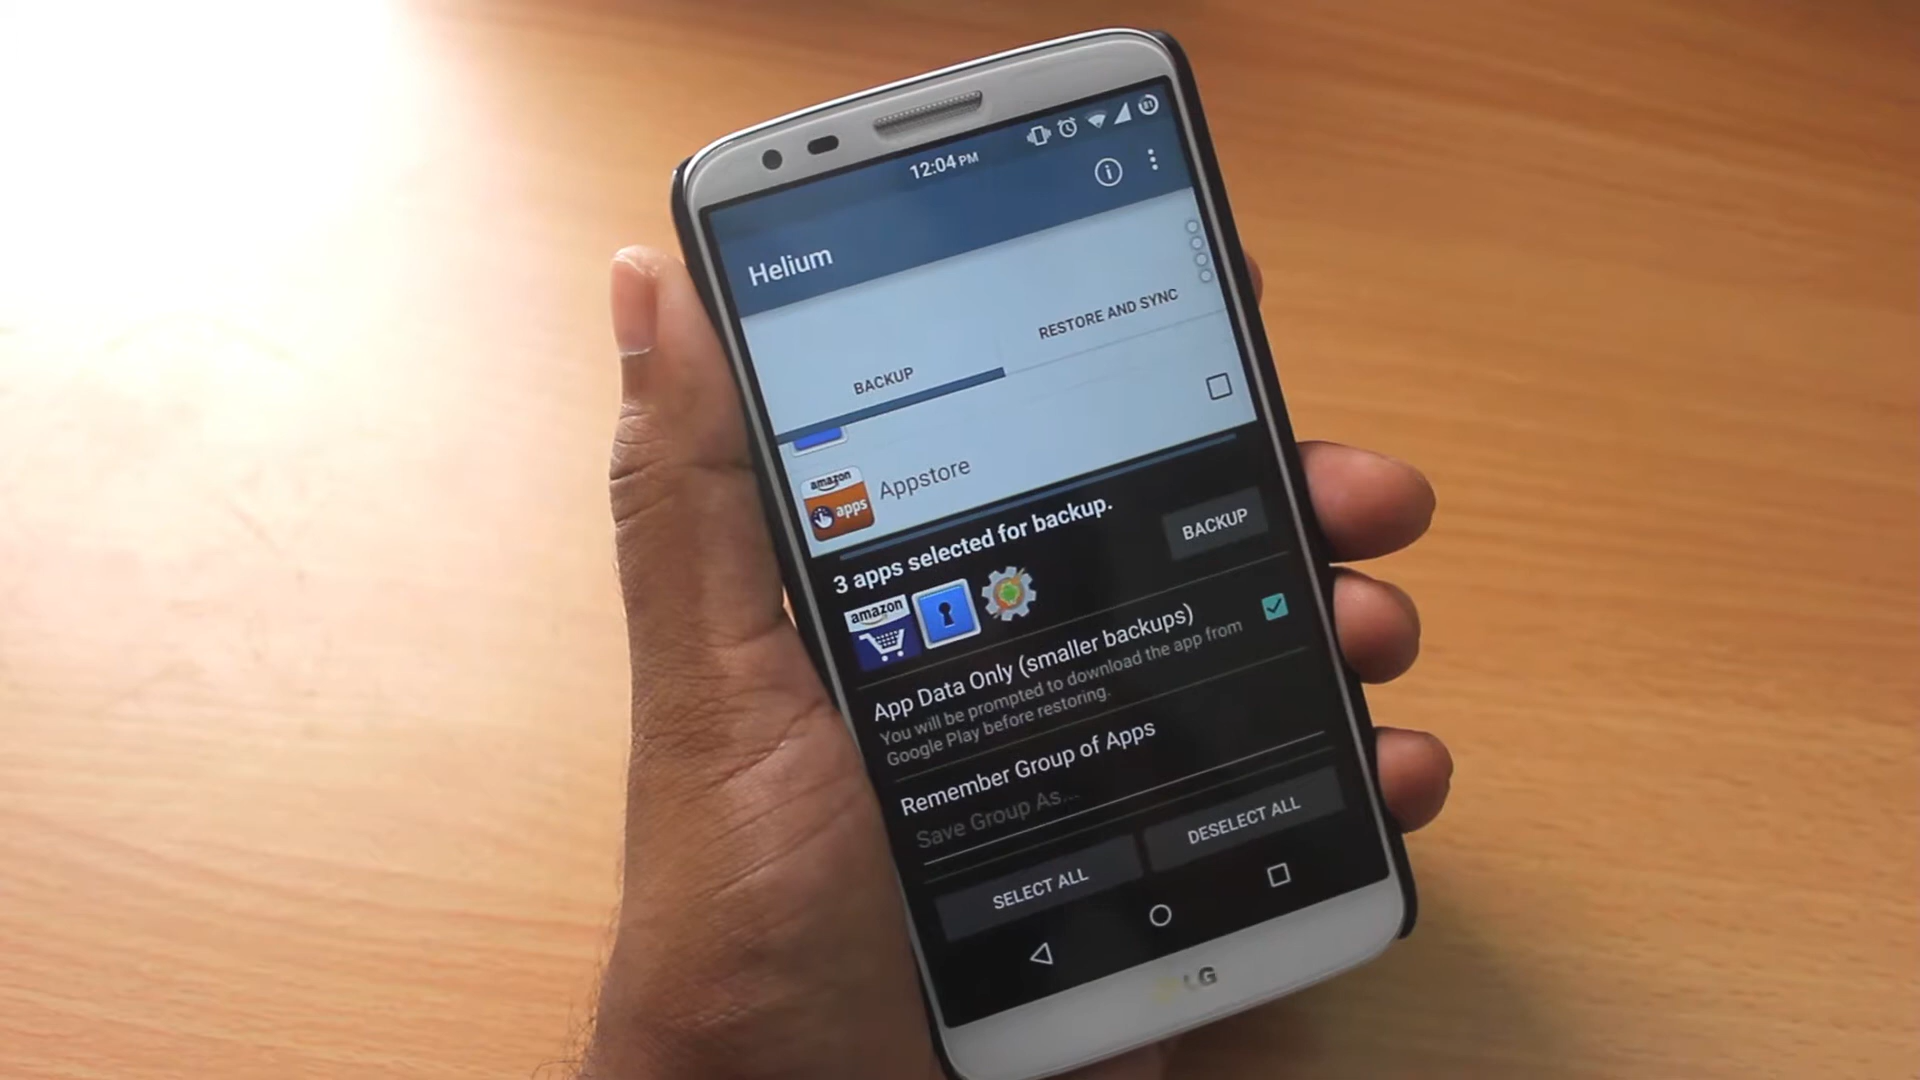 12:04 PM
81
Helium
BACKUP
RESTORE AND SYNC
amazon
apps
Appstore
3 apps selected for backup.
BACKUP
amazon
App Data Only (smaller backups)
You will be prompted to download the app from
Google Play before restoring.
Remember Group of Apps
Save Group As...
SELECT ALL
DESELECT ALL
LG